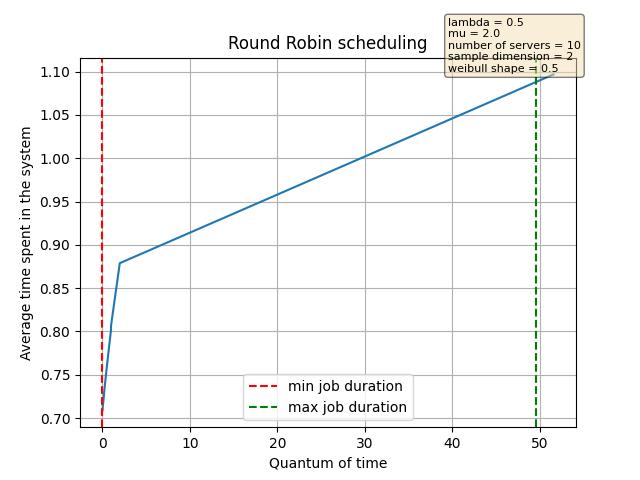 Round Robin scheduling
lambda = 0.5
mu = 2.0
number of servers = 10
sample dimension = 2
weibull shape = 0.5
Average time spent in the system
1.10
1.05
1.00
0.95
0.90
0.85
0.80
0.75
0.70
min job duration
max job duration
0 10 20 30 40 50
Quantum of time